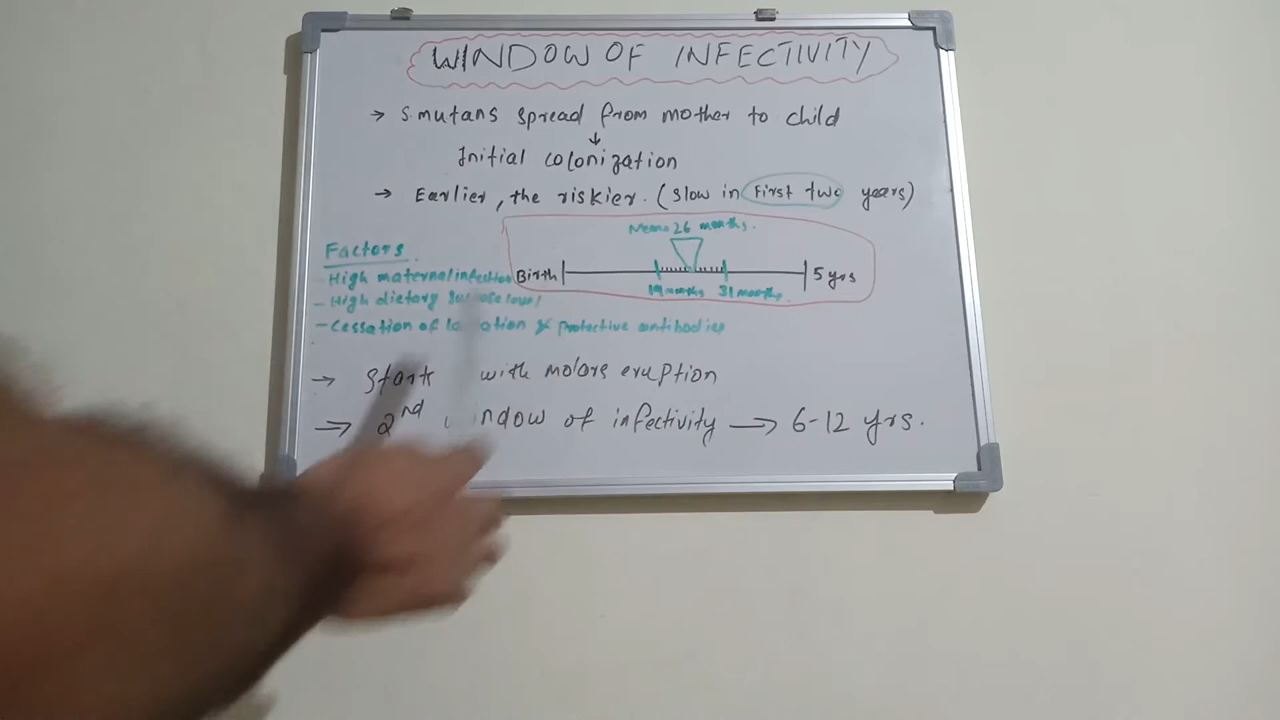 WINDOW OF INFECTIVITY
→ S.mutans spread from mother to child
↓
Initial colonization
→ Earlier, the riskier. (slow in First two years)
Mean=26 months.
Factors
Birth 5 yrs
19 months 31 months.
- High maternal infection
- High dietary level
- Cessation of & protective antibodies
→ with molars eruption
→ 2nd window of infectivity → 6-12 yrs.